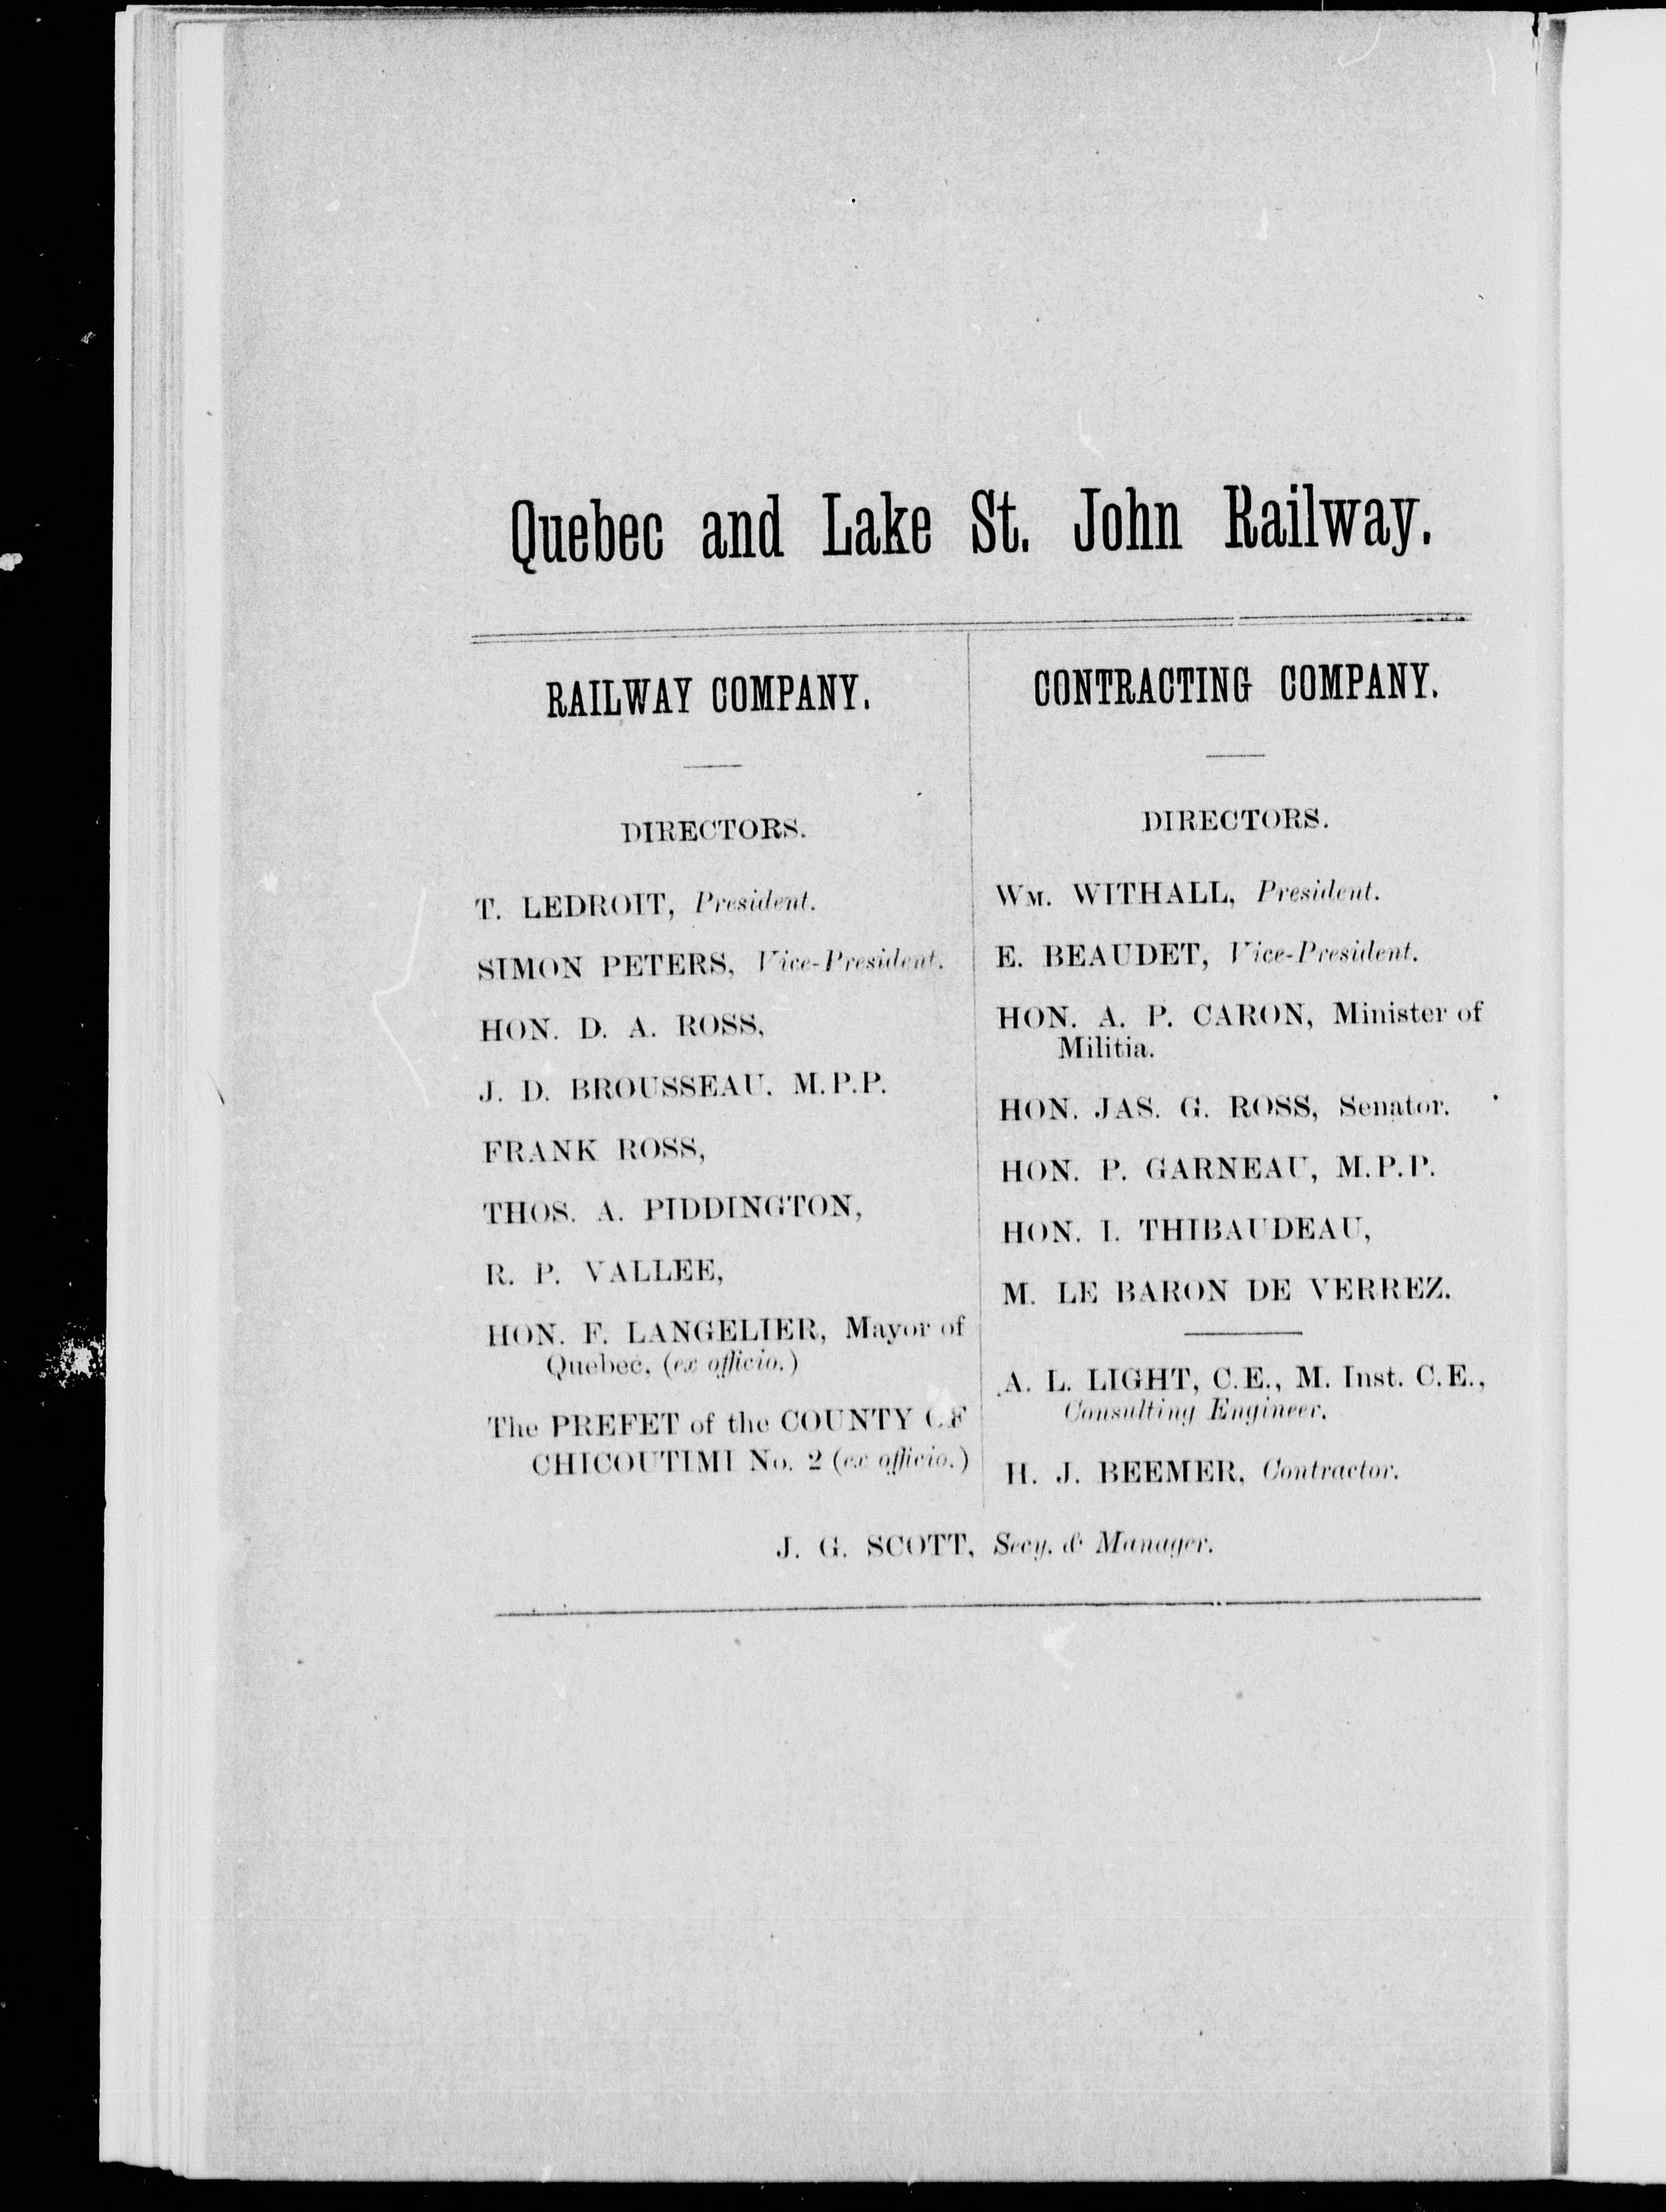 Quebec and Lake St. John Railway.
RAILWAY COMPANY.
DIRECTORS.
T. LEDROIT, President.
SIMON PETERS, Vice-President.
HON. D. A. ROSS,
J. D. BROUSSEAU. M.P.P.
FRANK ROSS,
THOS. A. PIDDINGTON,
R. P. VALLEE,
HON. F. LANGELIER, Mayor of
Quebec, (ex officio.)
The PREFET of the COUNTY OF
CHICOUTIMI No. 2 (ex officio.)
CONTRACTING COMPANY.
DIRECTORS.
WM. WITHALL, President.
E. BEAUDET, Vice-President.
HON. A. P. CARON, Minister of
Militia.
HON. JAS. G. ROSS, Senator.
HON. P. GARNEAU, M.P.P.
HON. I. THIBAUDEAU,
M. LE BARON DE VERREZ.
A. L. LIGHT, C.E., M. Inst. C.E.,
Consulting Engineer.
H. J. BEEMER, Contractor.
J. G. SCOTT, Secy. & Manager.